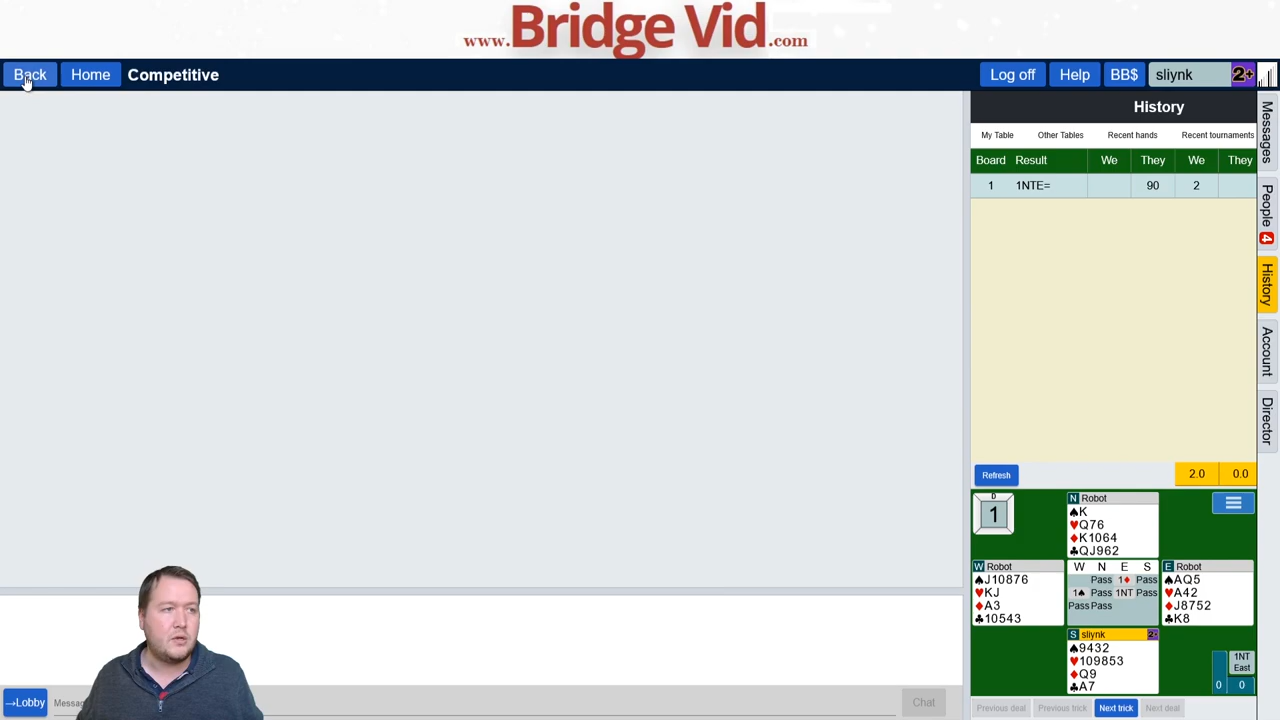 www.Bridge Vid.com
Back Home Competitive Log off Help BB$ sliynk 2+
History
My Table Other Tables Recent hands Recent tournaments
Board Result We They We They
1 1NTE= 90 2
Refresh 2.0 0.0
Messages
People 4
History
Account
Director
D
1
N Robot
♠K
♥Q76
♦K1064
♣QJ962
W Robot
♠J10876
♥KJ
♦A3
♣10543
W N E S
Pass 1♦ Pass
1♠ Pass 1NT Pass
Pass Pass
E Robot
♠AQ5
♥A42
♦J8752
♣K8
S sliynk 2+
♠9432
♥109853
♦Q9
♣A7
1NT
East
0 0
Previous deal Previous trick Next trick Next deal
→Lobby Messa Chat